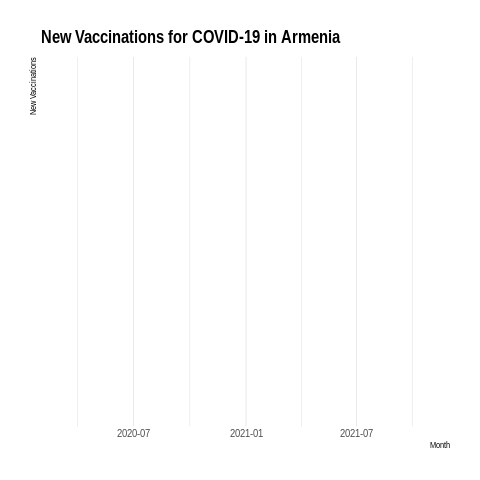 New Vaccinations for COVID-19 in Armenia
New Vaccinations
2020-07
2021-01
2021-07
Month